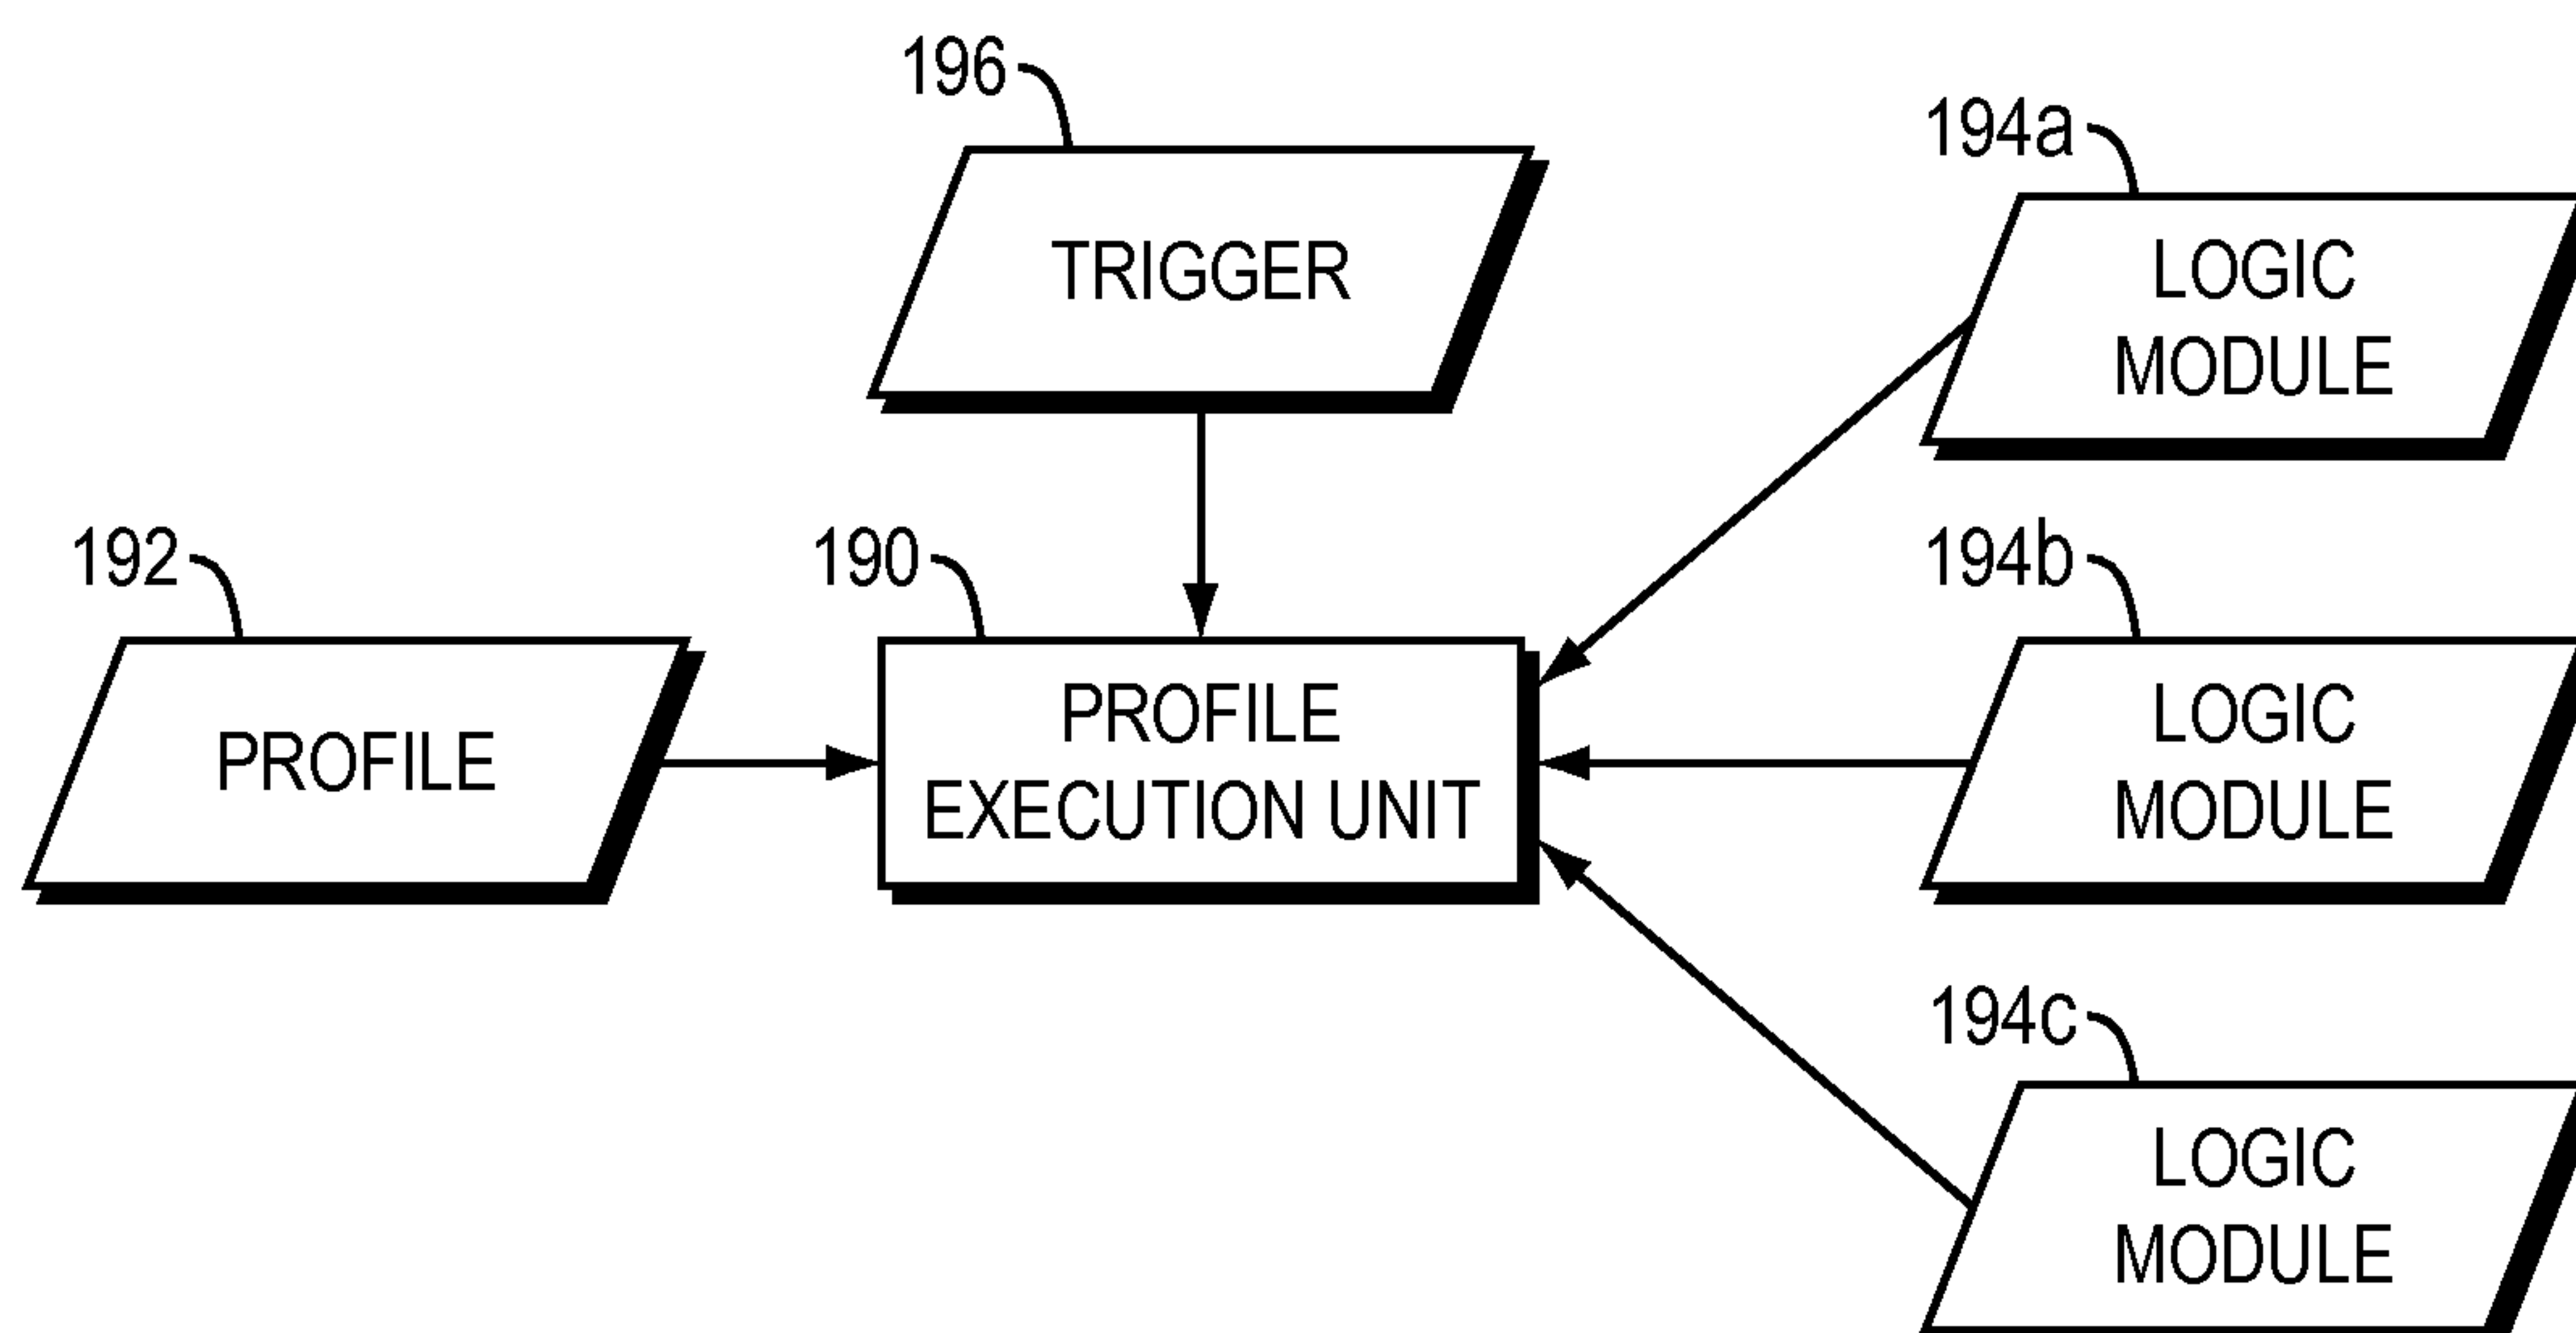 196
TRIGGER
194a
LOGIC
MODULE
192
PROFILE
190
PROFILE
EXECUTION UNIT
194b
LOGIC
MODULE
194c
LOGIC
MODULE